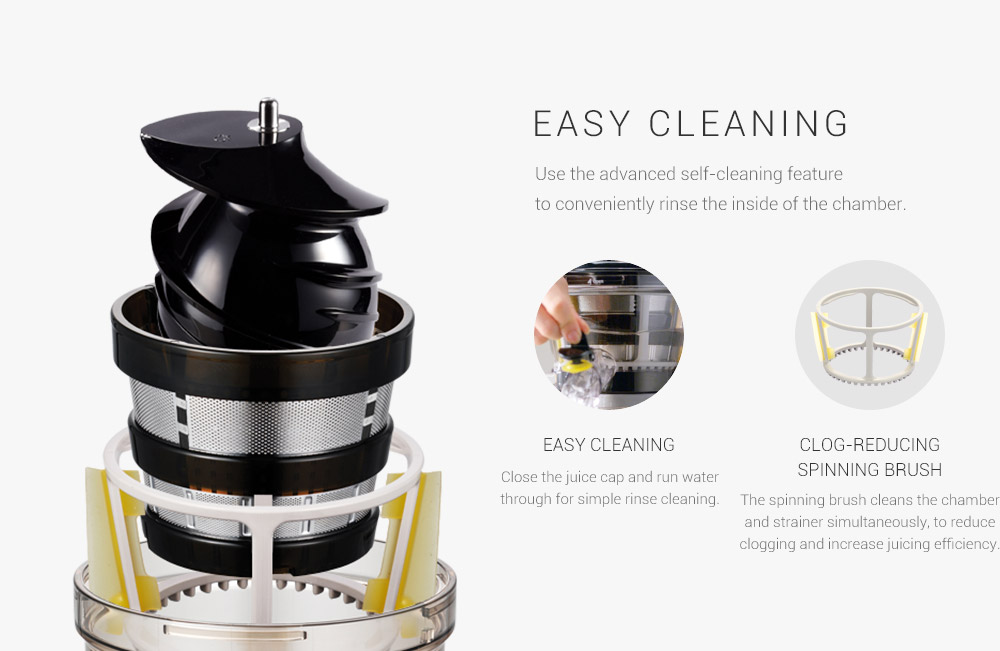 EASY CLEANING
Use the advanced self-cleaning feature
to conveniently rinse the inside of the chamber.
EASY CLEANING
Close the juice cap and run water
through for simple rinse cleaning.
CLOG-REDUCING
SPINNING BRUSH
The spinning brush cleans the chamber
and strainer simultaneously, to reduce
clogging and increase juicing efficiency.